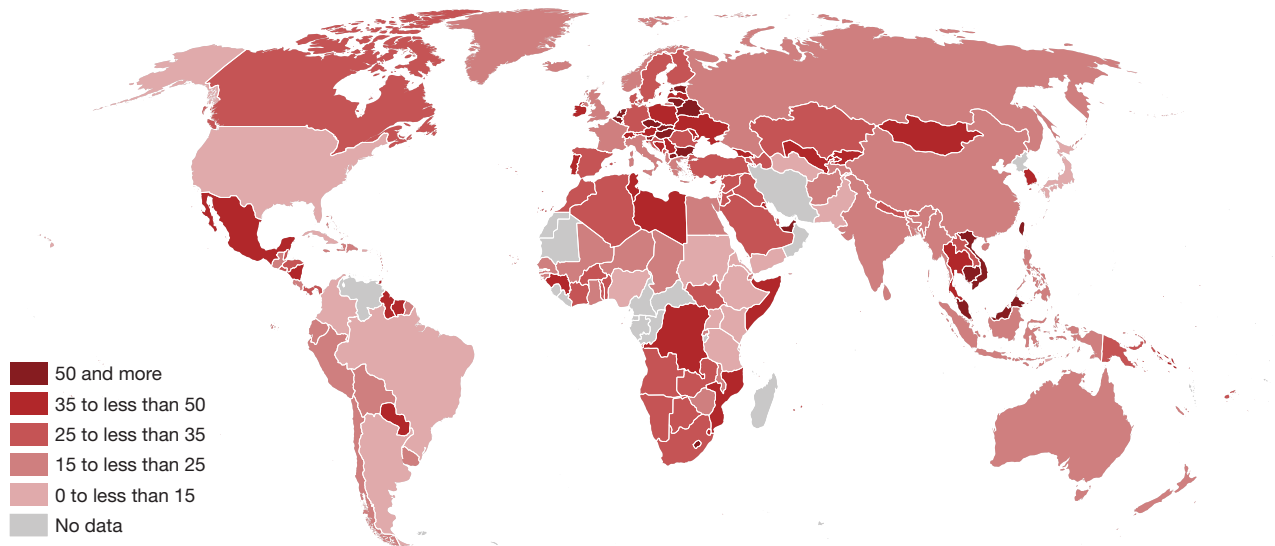 50 and more
35 to less than 50
25 to less than 35
15 to less than 25
0 to less than 15
No data